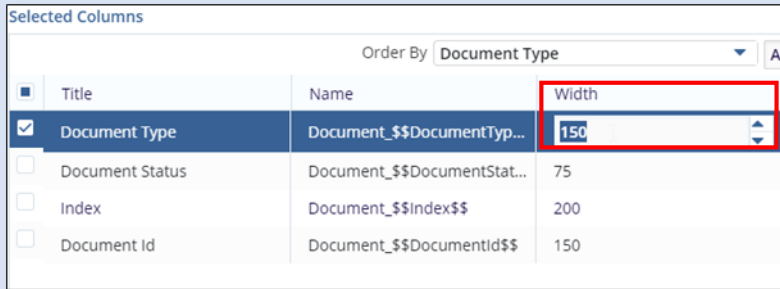 Selected Columns
Order By Document Type A
Title Name Width
Document Type Document_$$DocumentTyp... 150
Document Status Document_$$DocumentStat... 75
Index Document_$$Index$$ 200
Document Id Document_$$DocumentId$$ 150